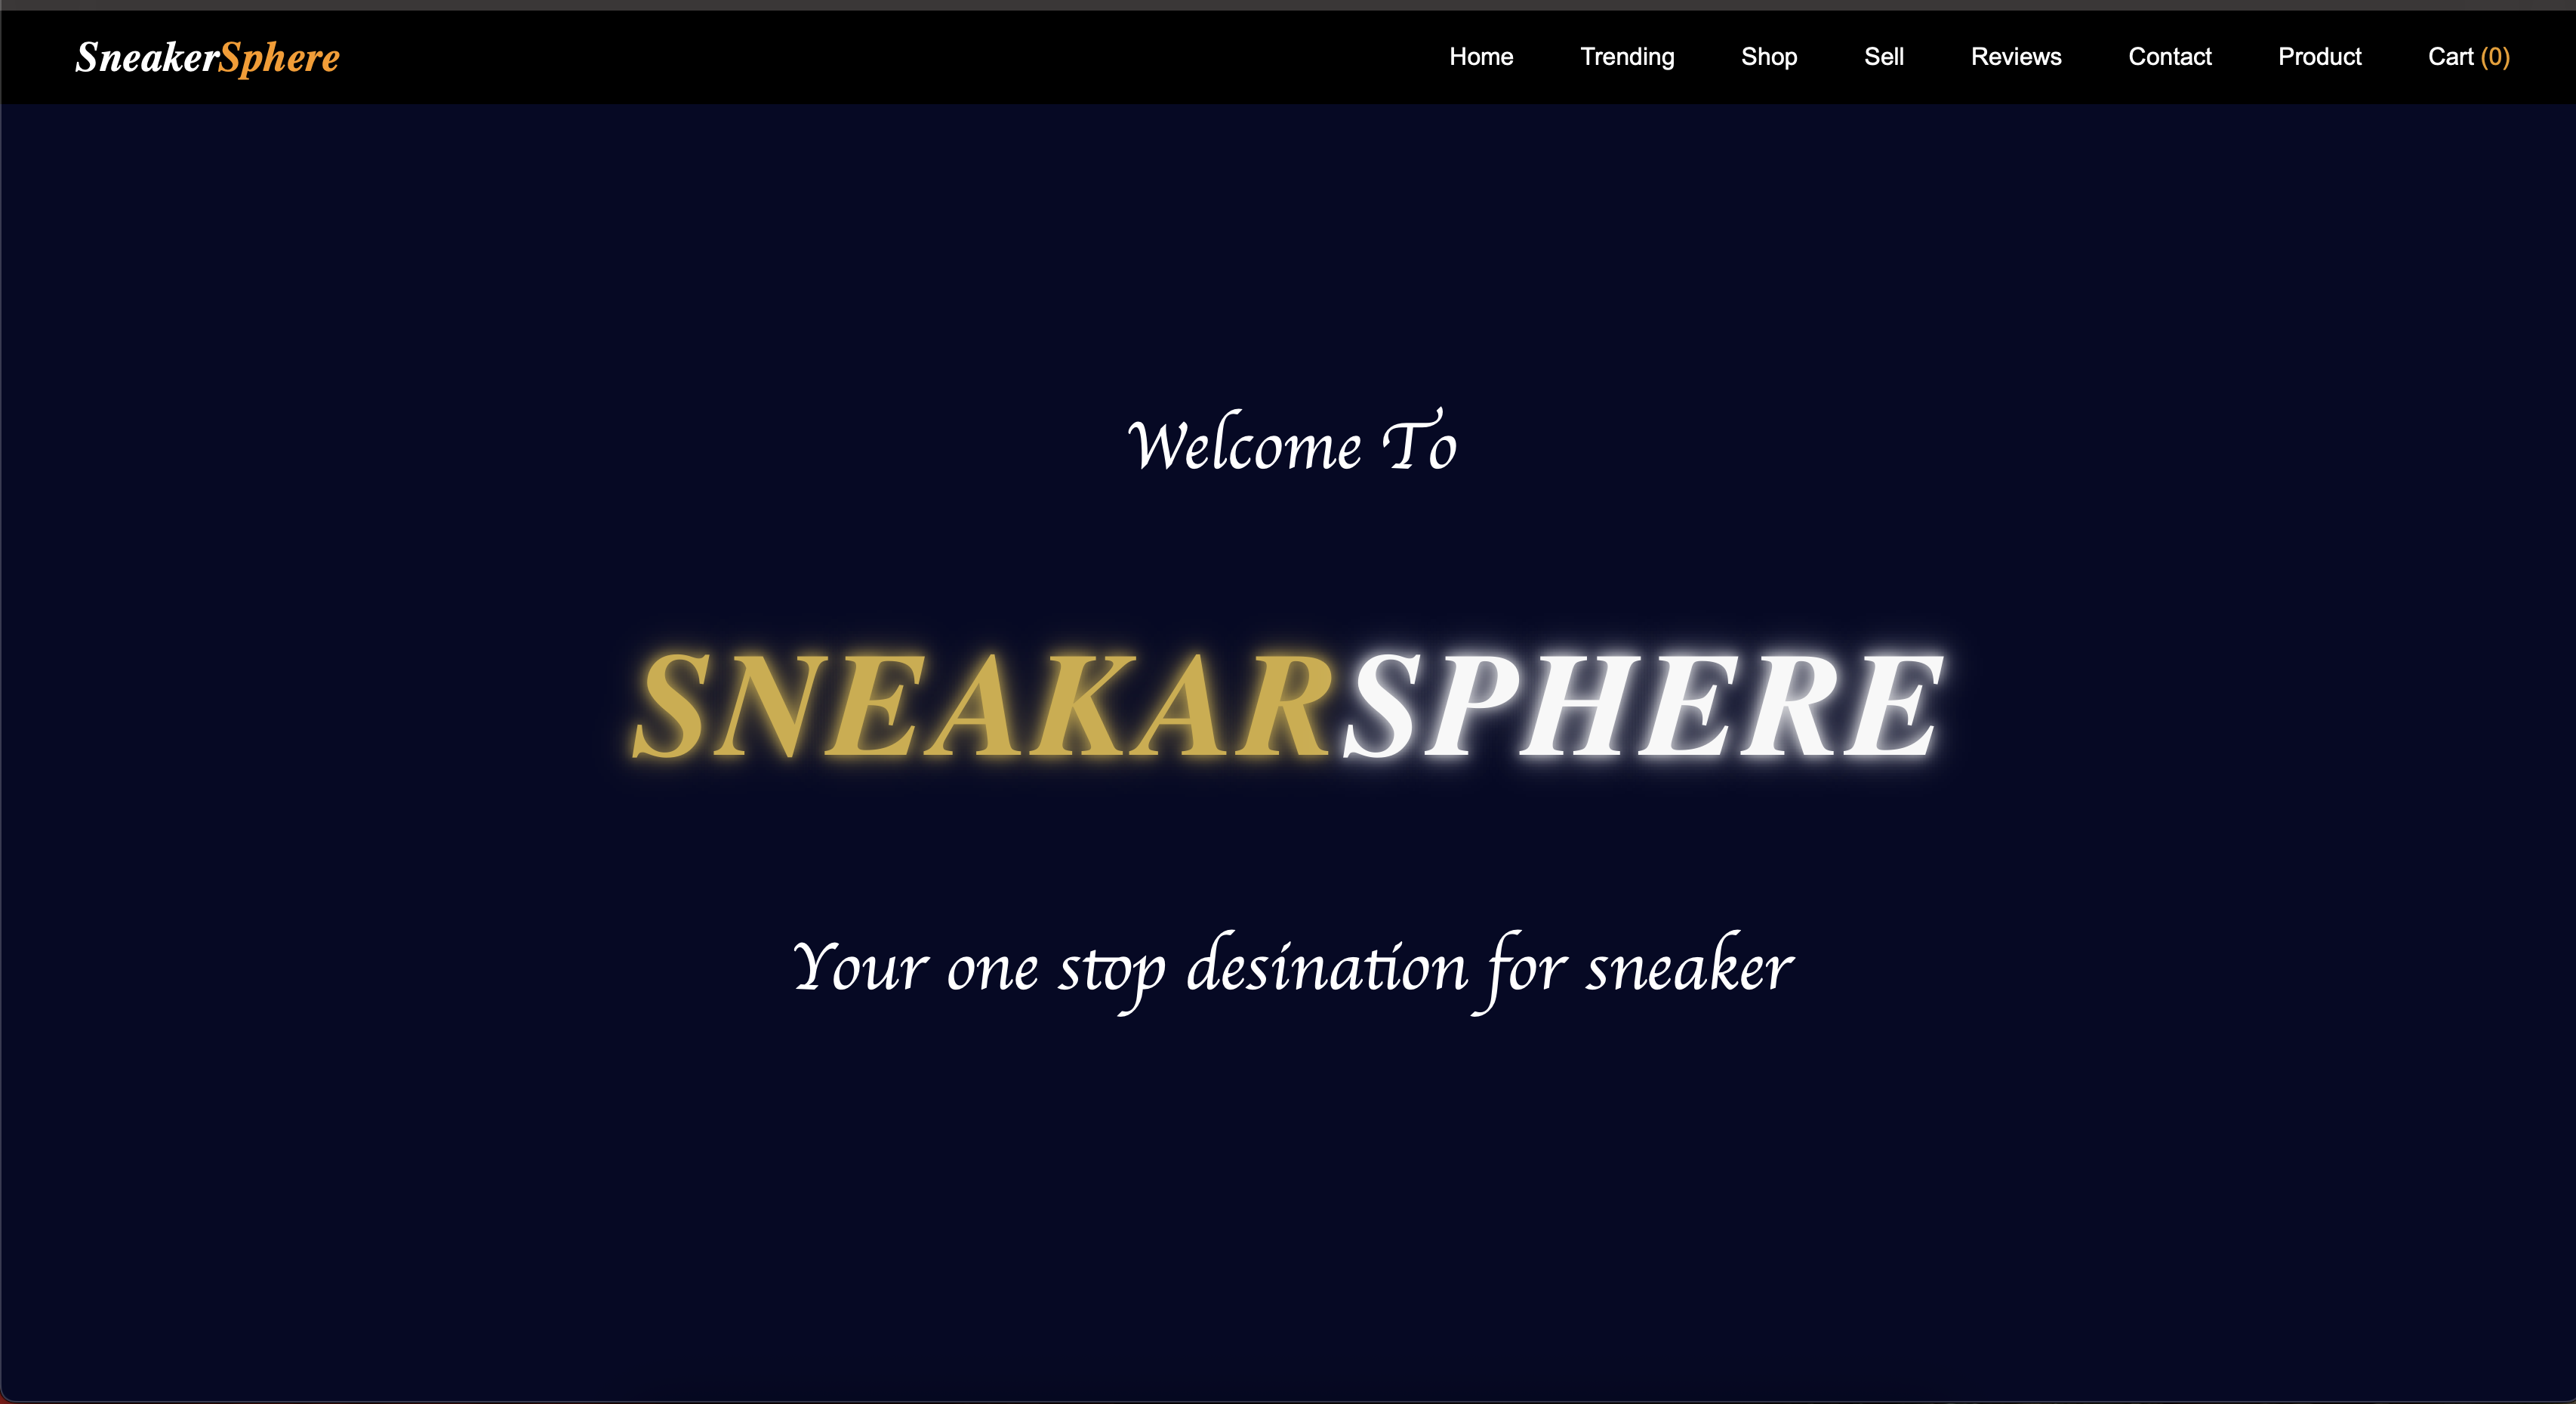 SneakerSphere Home Trending Shop Sell Reviews Contact Product Cart (0)
Welcome To
SNEAKARSPHERE
Your one stop desination for sneaker